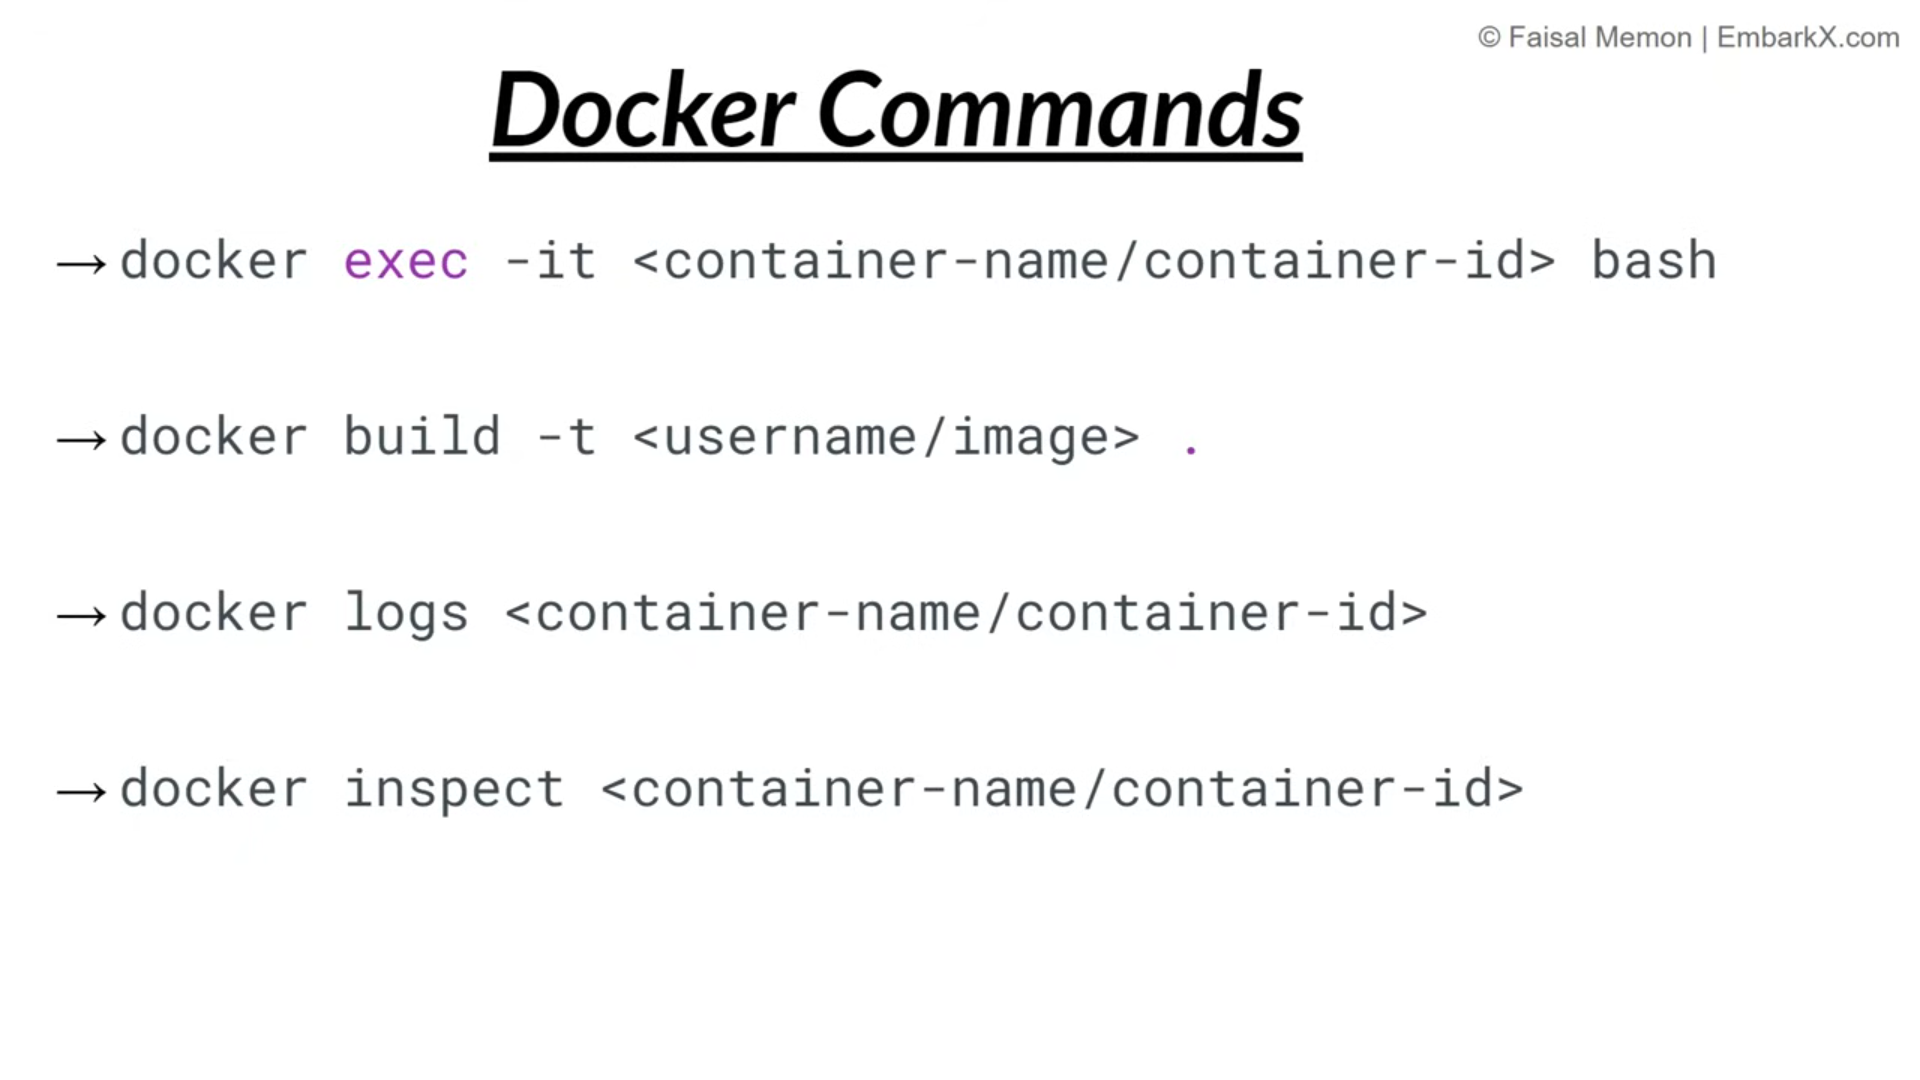 © Faisal Memon | EmbarkX.com
Docker Commands
→ docker exec -it <container-name/container-id> bash
→ docker build -t <username/image> .
→ docker logs <container-name/container-id>
→ docker inspect <container-name/container-id>